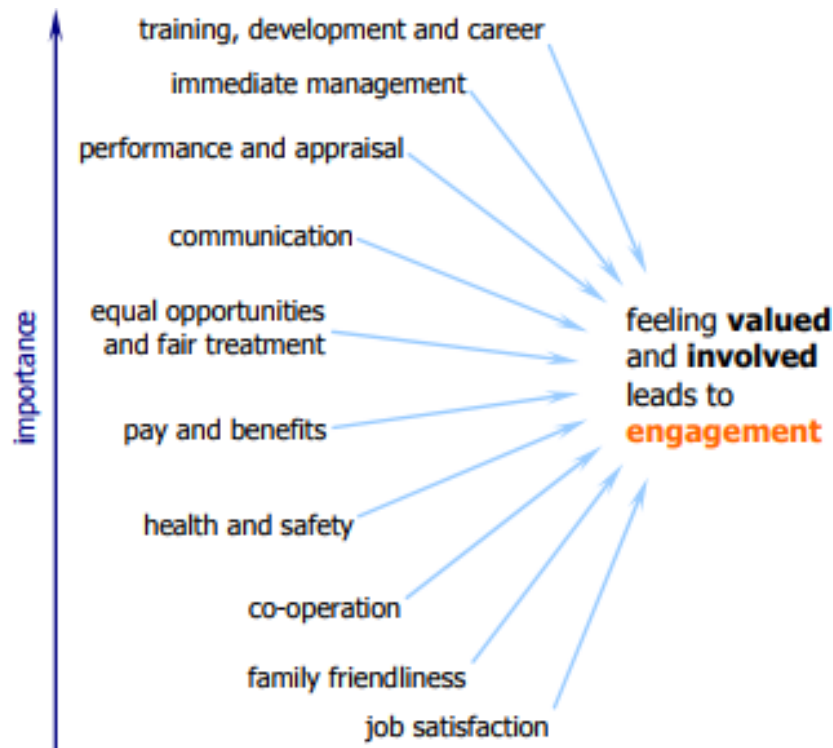 training, development and career
immediate management
performance and appraisal
communication
equal opportunities
and fair treatment
pay and benefits
health and safety
co-operation
family friendliness
job satisfaction
importance
feeling valued
and involved
leads to
engagement